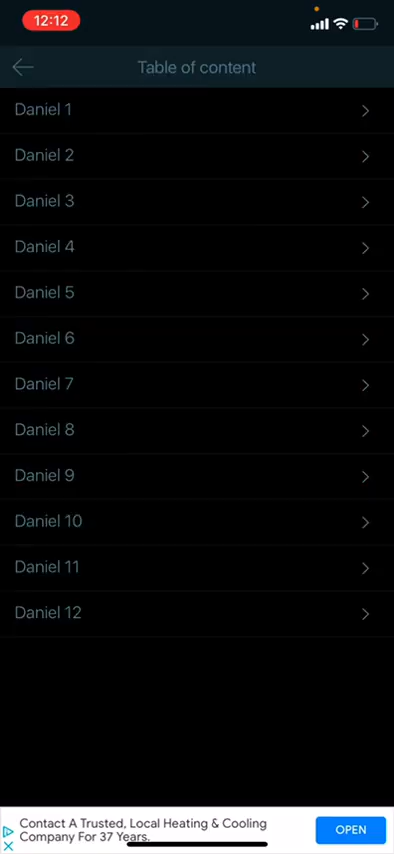 12:12
Table of content
Daniel 1
Daniel 2
Daniel 3
Daniel 4
Daniel 5
Daniel 6
Daniel 7
Daniel 8
Daniel 9
Daniel 10
Daniel 11
Daniel 12
Contact A Trusted, Local Heating & Cooling
Company For 37 Years.
OPEN